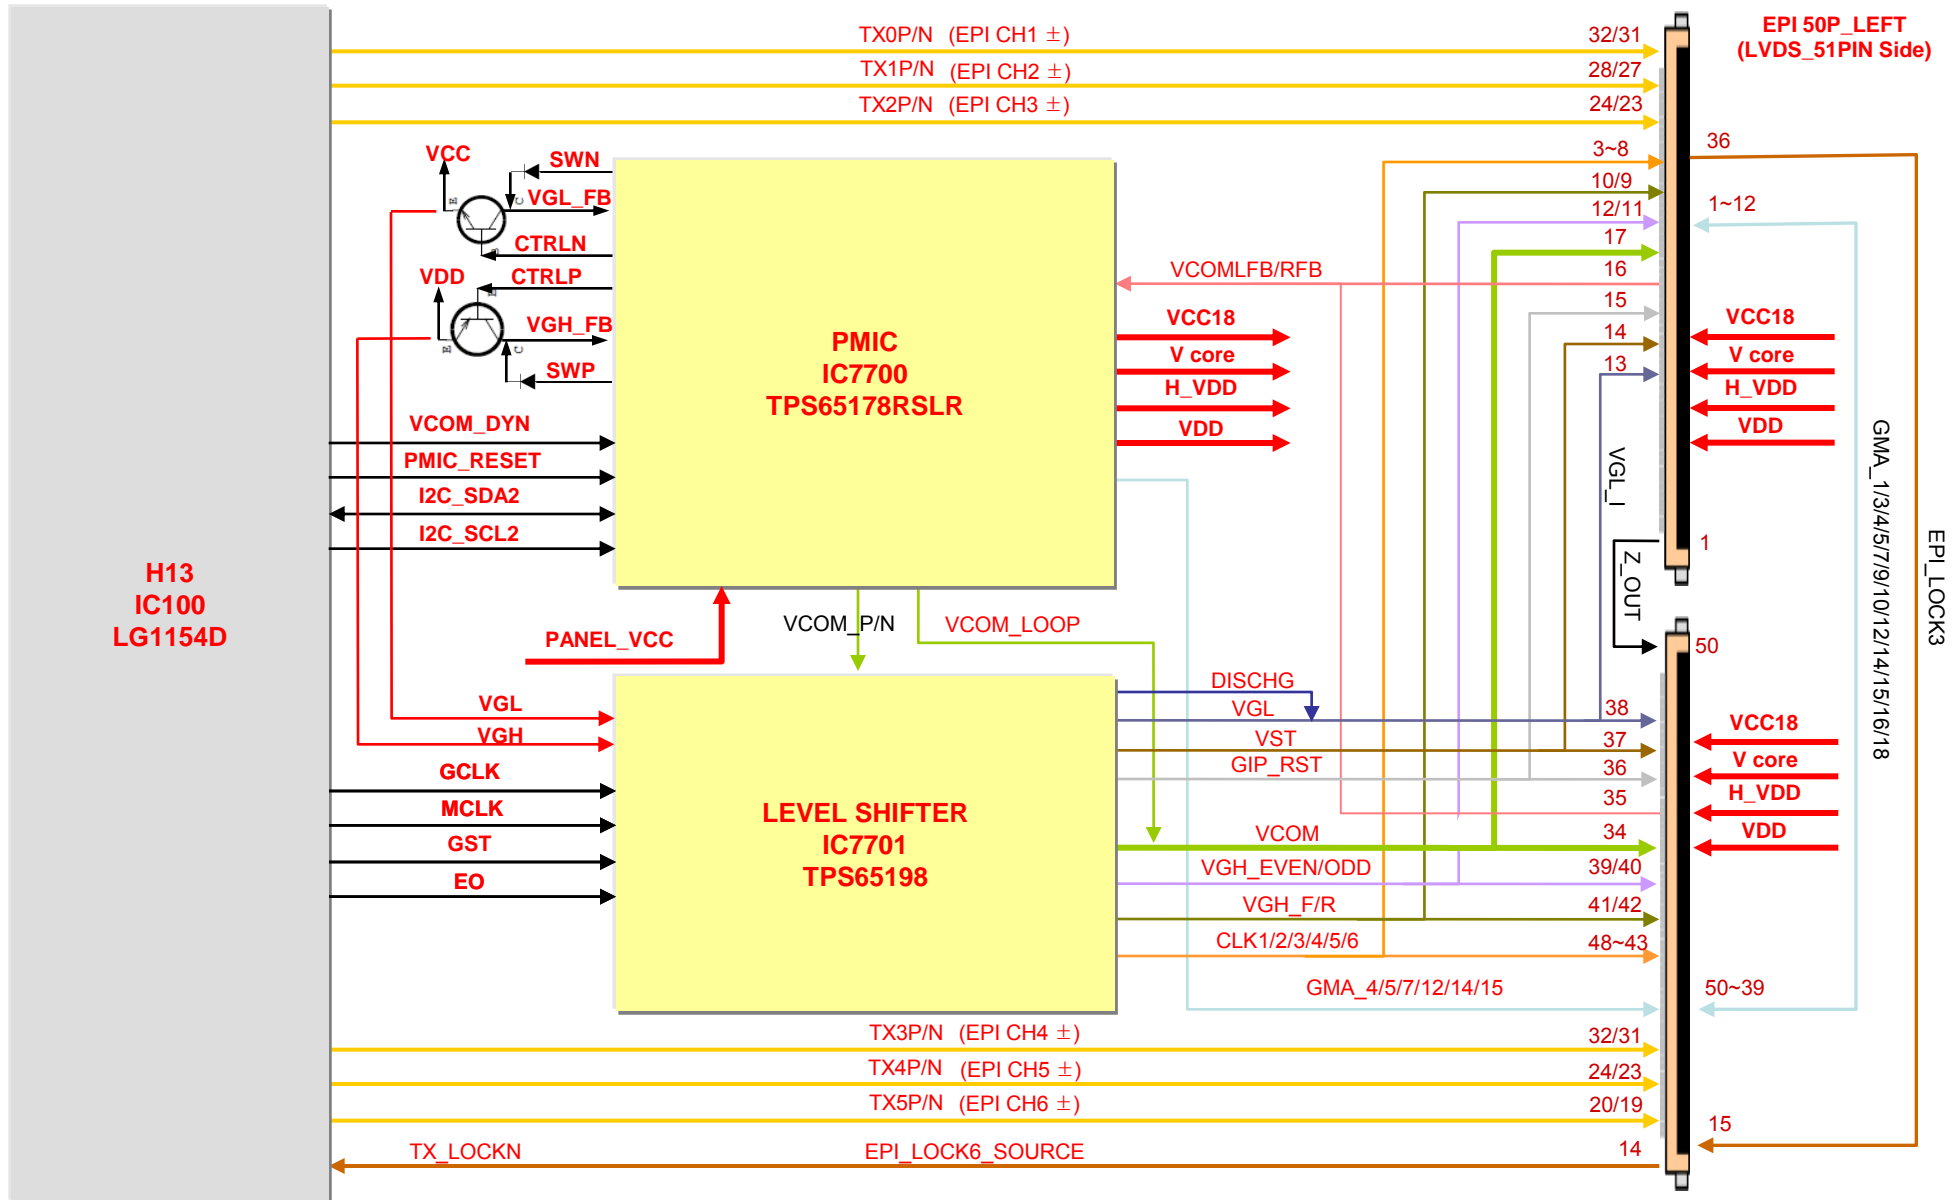 TX0P/N (EPI CH1 ±)
32/31
EPI 50P_LEFT
(LVDS_51PIN Side)
TX1P/N (EPI CH2 ±)
28/27
TX2P/N (EPI CH3 ±)
24/23
36
VCC
SWN
3~8
E
C
VGL_FB
10/9
1~12
12/11
CTRLN
17
VDD
CTRLP
E
VCOMLFB/RFB
16
15
VGH_FB
VCC18
14
VCC18
E
C
PMIC
IC7700
TPS65178RSLR
V core
13
V core
SWP
H_VDD
H_VDD
VCOM_DYN
VDD
VDD
PMIC_RESET
VGL_I
GMA_1/3/4/5/7/9/10/12/14/15/16/18
I2C_SDA2
I2C_SCL2
1
EPI_LOCK3
H13
IC100
LG1154D
Z_OUT
PANEL_VCC
VCOM_P/N
VCOM_LOOP
50
DISCHG
VGL
VGL
38
VCC18
VGH
VST
37
V core
GCLK
GIP_RST
36
H_VDD
MCLK
35
LEVEL SHIFTER
IC7701
TPS65198
GST
VCOM
34
VDD
EO
VGH_EVEN/ODD
39/40
VGH_F/R
41/42
CLK1/2/3/4/5/6
48~43
GMA_4/5/7/12/14/15
50~39
TX3P/N (EPI CH4 ±)
32/31
TX4P/N (EPI CH5 ±)
24/23
TX5P/N (EPI CH6 ±)
20/19
15
TX_LOCKN
EPI_LOCK6_SOURCE
14